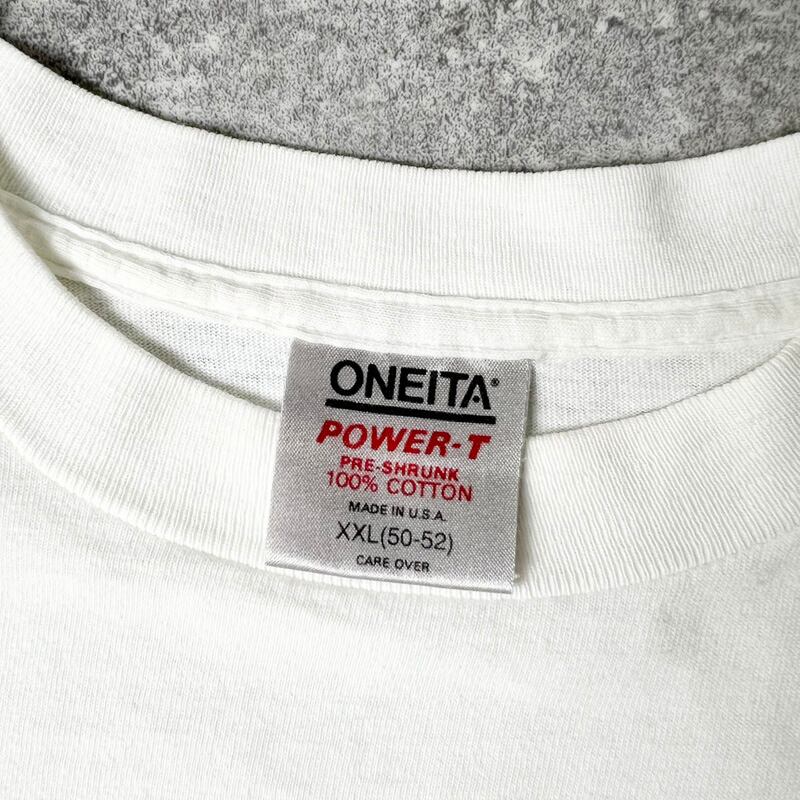 ONEITA®
POWER-T
PRE-SHRUNK
100% COTTON
MADE IN U.S.A.
XXL(50-52)
CARE OVER